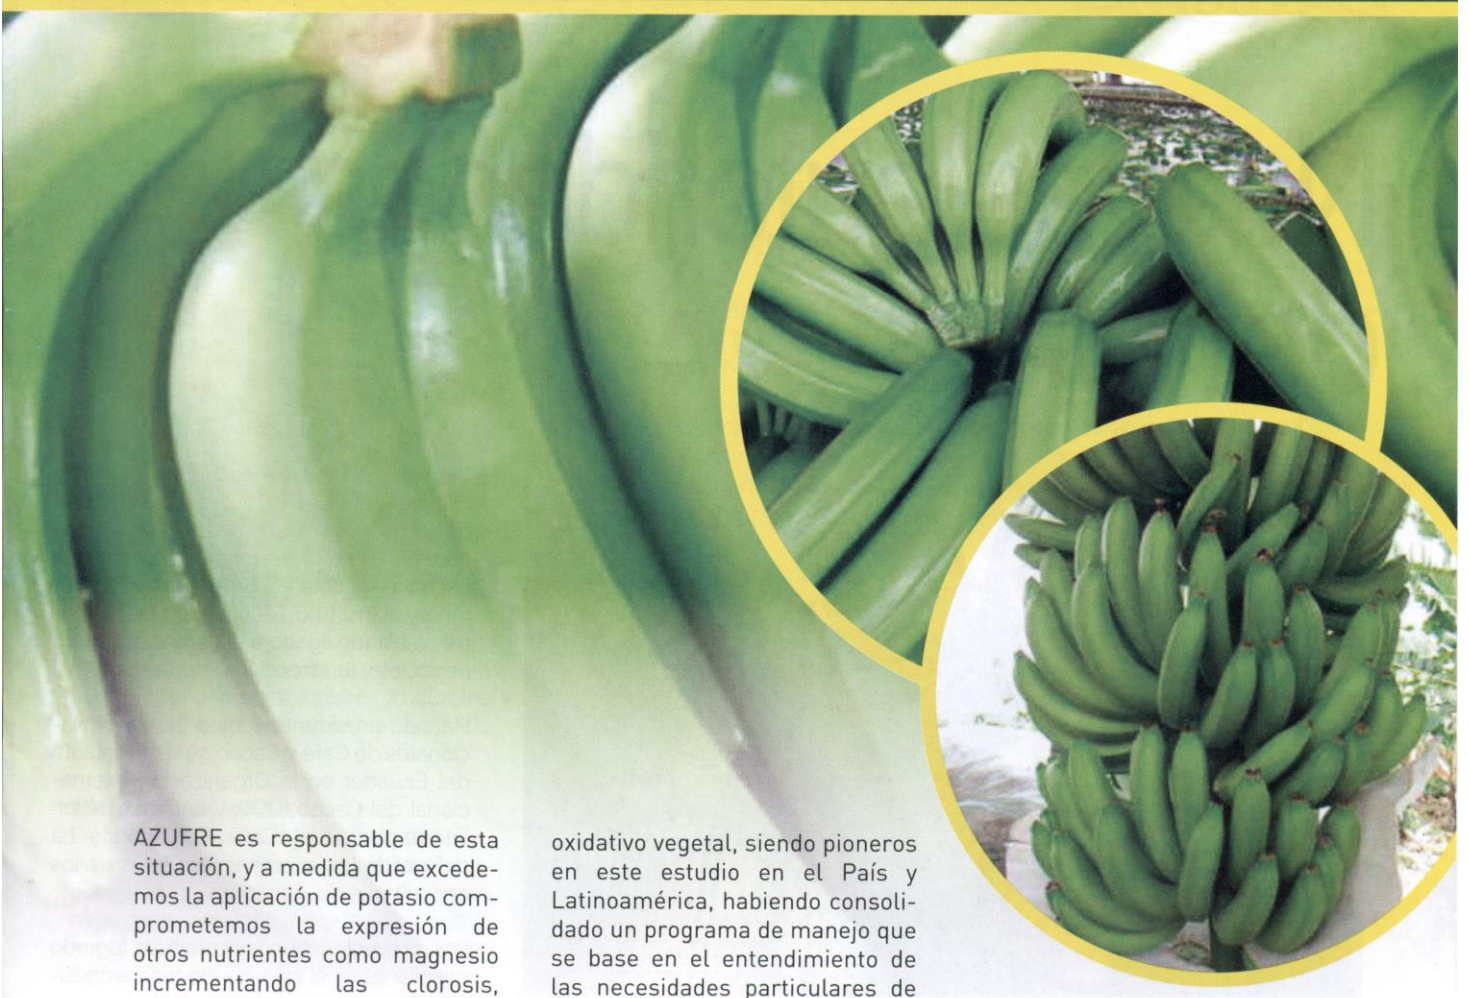 AZUFRE es responsable de esta
situación, y a medida que excede-
mos la aplicación de potasio com-
prometemos la expresión de
otros nutrientes como magnesio
incrementando las clorosis,
oxidativo vegetal, siendo pioneros
en este estudio en el País y
Latinoamérica, habiendo consoli-
dado un programa de manejo que
se base en el entendimiento de
las necesidades particulares de